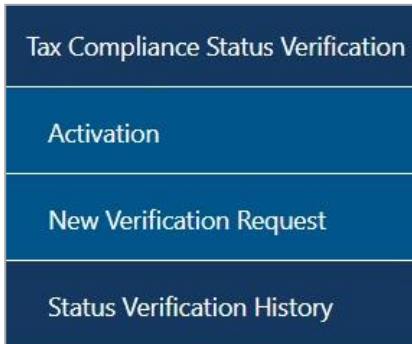 Tax Compliance Status Verification
Activation
New Verification Request
Status Verification History